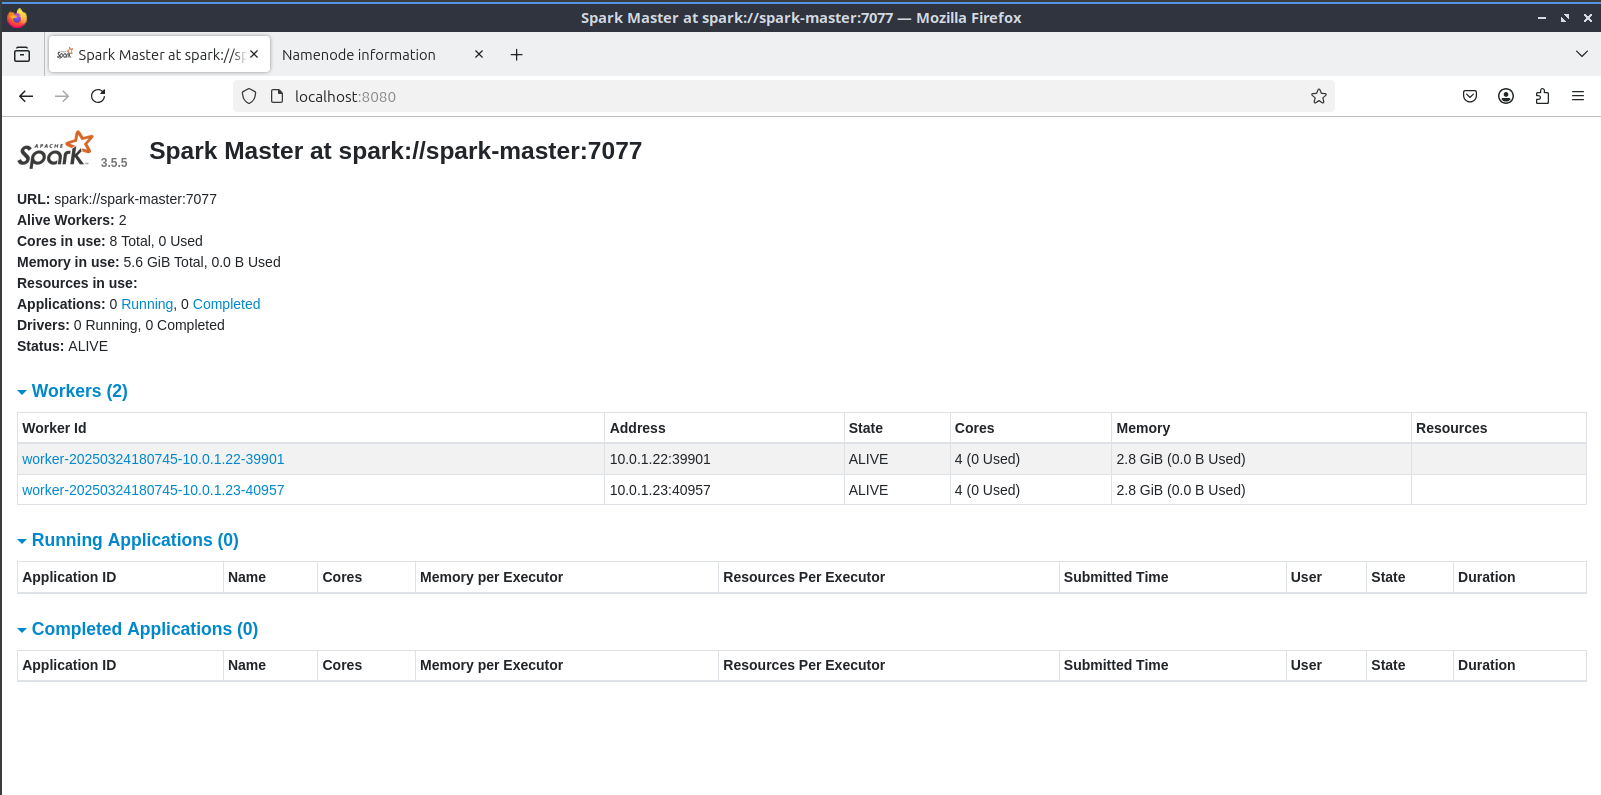 Spark Master at spark://spark-master:7077 — Mozilla Firefox
Spark Master at spark://sp
Namenode information
localhost:8080
APACHE
Spark
3.5.5
Spark Master at spark://spark-master:7077
URL: spark://spark-master:7077
Alive Workers: 2
Cores in use: 8 Total, 0 Used
Memory in use: 5.6 GiB Total, 0.0 B Used
Resources in use:
Applications: 0 Running, 0 Completed
Drivers: 0 Running, 0 Completed
Status: ALIVE
Workers (2)
Worker Id Address State Cores Memory Resources
worker-20250324180745-10.0.1.22-39901 10.0.1.22:39901 ALIVE 4 (0 Used) 2.8 GiB (0.0 B Used)
worker-20250324180745-10.0.1.23-40957 10.0.1.23:40957 ALIVE 4 (0 Used) 2.8 GiB (0.0 B Used)
Running Applications (0)
Application ID Name Cores Memory per Executor Resources Per Executor Submitted Time User State Duration
Completed Applications (0)
Application ID Name Cores Memory per Executor Resources Per Executor Submitted Time User State Duration